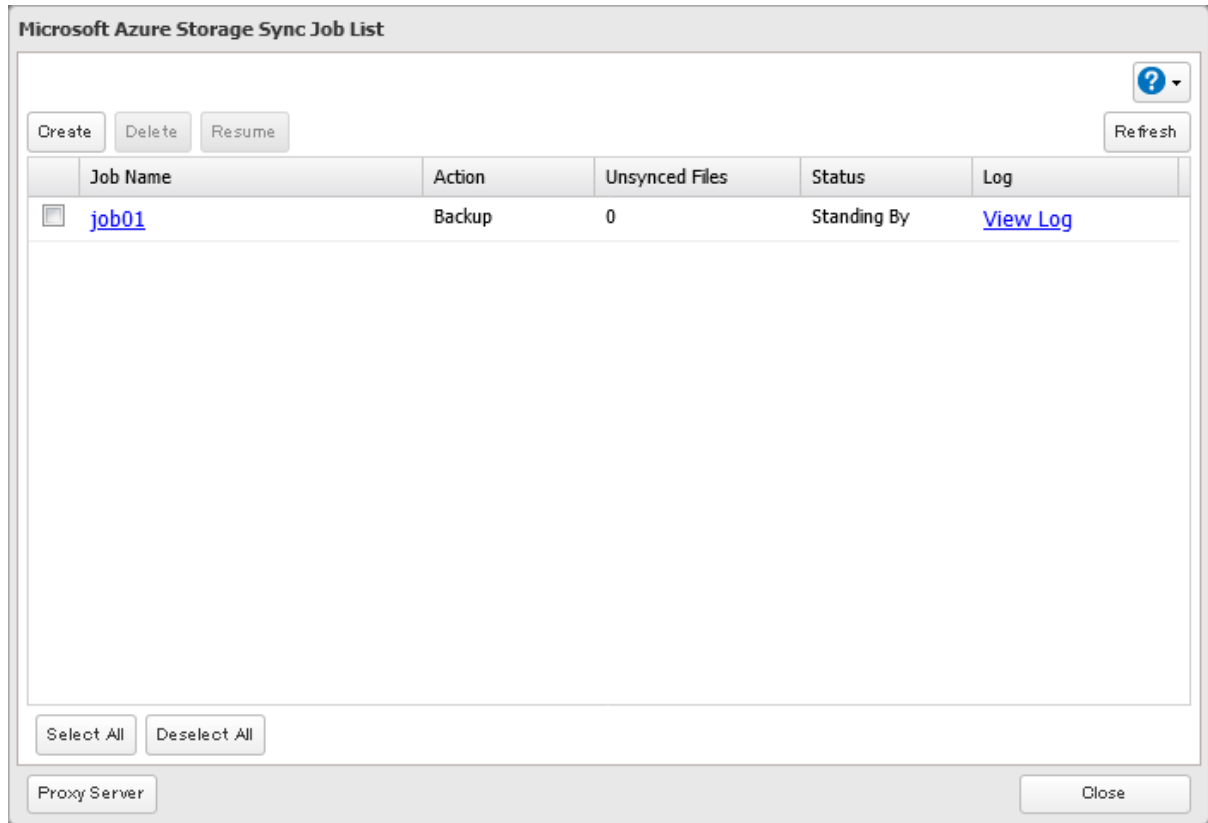 Microsoft Azure Storage Sync Job List
?
Create Delete Resume Refresh
Job Name Action Unsynced Files Status Log
job01 Backup 0 Standing By View Log
Select All Deselect All
Proxy Server Close